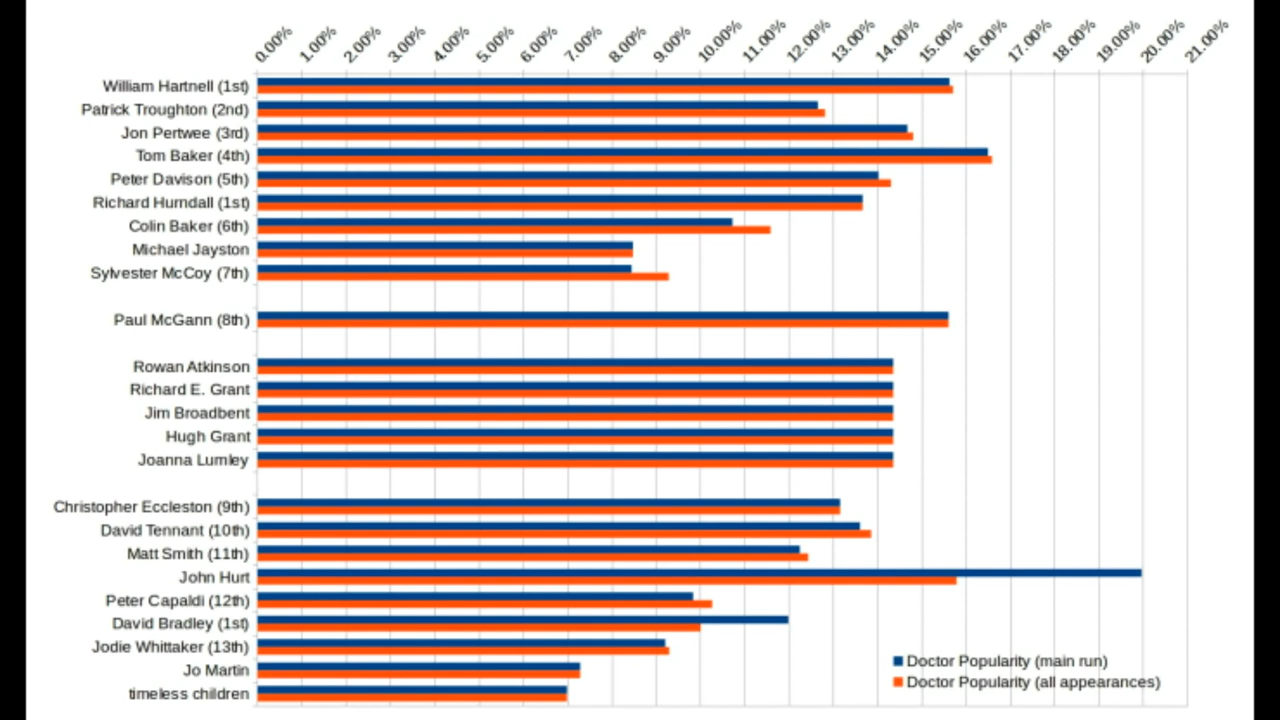 0.00% 1.00% 2.00% 3.00% 4.00% 5.00% 6.00% 7.00% 8.00% 9.00% 10.00% 11.00% 12.00% 13.00% 14.00% 15.00% 16.00% 17.00% 18.00% 19.00% 20.00% 21.00%
William Hartnell (1st)
Patrick Troughton (2nd)
Jon Pertwee (3rd)
Tom Baker (4th)
Peter Davison (5th)
Richard Hurndall (1st)
Colin Baker (6th)
Michael Jayston
Sylvester McCoy (7th)
Paul McGann (8th)
Rowan Atkinson
Richard E. Grant
Jim Broadbent
Hugh Grant
Joanna Lumley
Christopher Eccleston (9th)
David Tennant (10th)
Matt Smith (11th)
John Hurt
Peter Capaldi (12th)
David Bradley (1st)
Jodie Whittaker (13th)
Jo Martin
timeless children
Doctor Popularity (main run)
Doctor Popularity (all appearances)